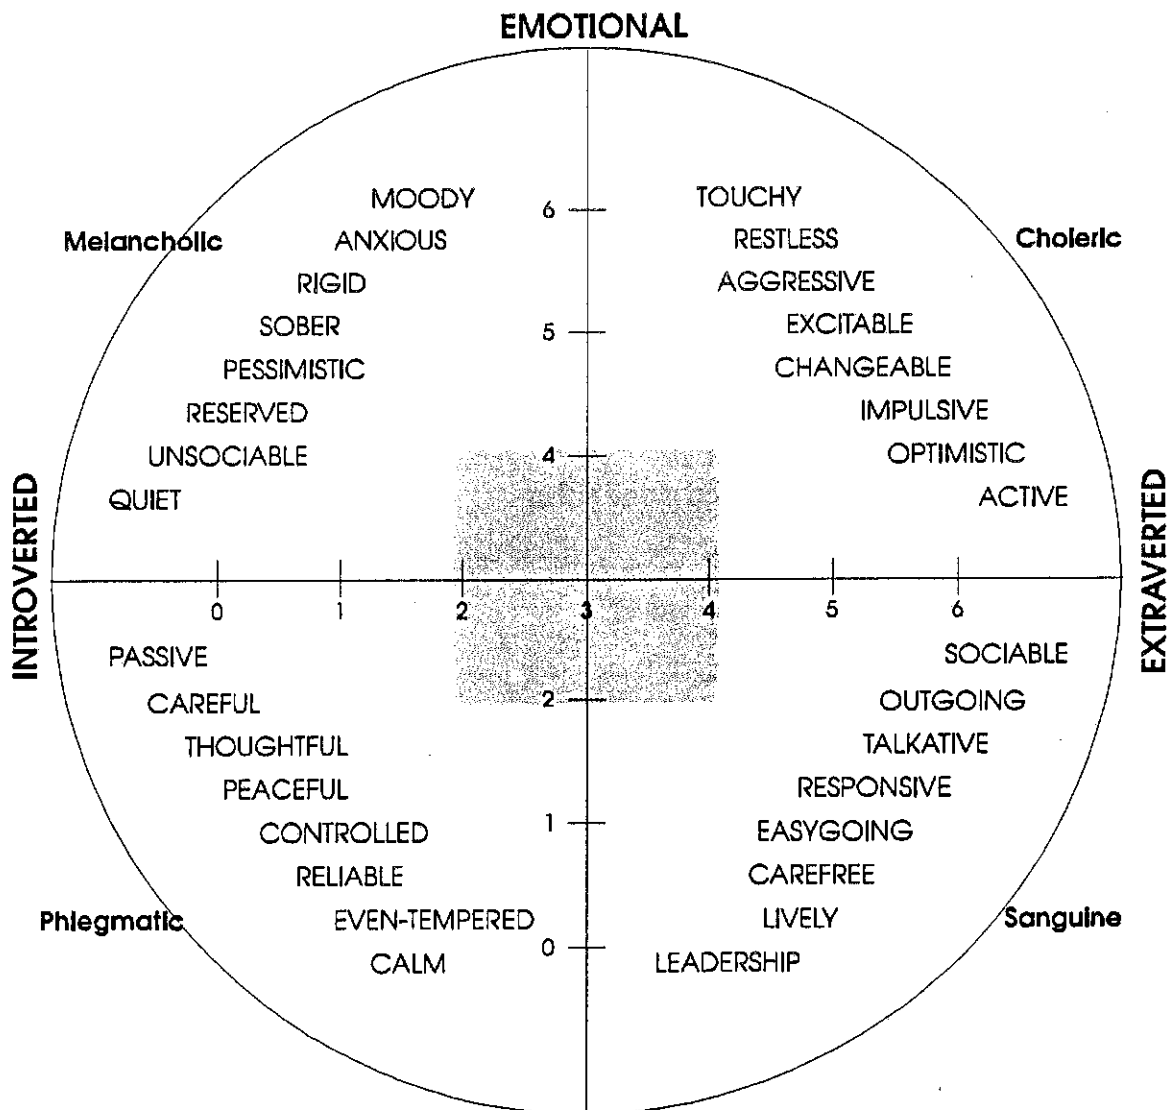 EMOTIONAL
MOODY
TOUCHY
6
Melancholic
ANXIOUS
RESTLESS
Choleric
RIGID
AGGRESSIVE
SOBER
EXCITABLE
5
PESSIMISTIC
CHANGEABLE
RESERVED
IMPULSIVE
UNSOCIABLE
4
OPTIMISTIC
QUIET
ACTIVE
INTROVERTED
EXTRAVERTED
0 1 2 3 4 5 6
PASSIVE
SOCIABLE
CAREFUL
2
OUTGOING
THOUGHTFUL
TALKATIVE
PEACEFUL
RESPONSIVE
CONTROLLED
1
EASYGOING
RELIABLE
CAREFREE
Phlegmatic
EVEN-TEMPERED
LIVELY
Sanguine
0
CALM
LEADERSHIP